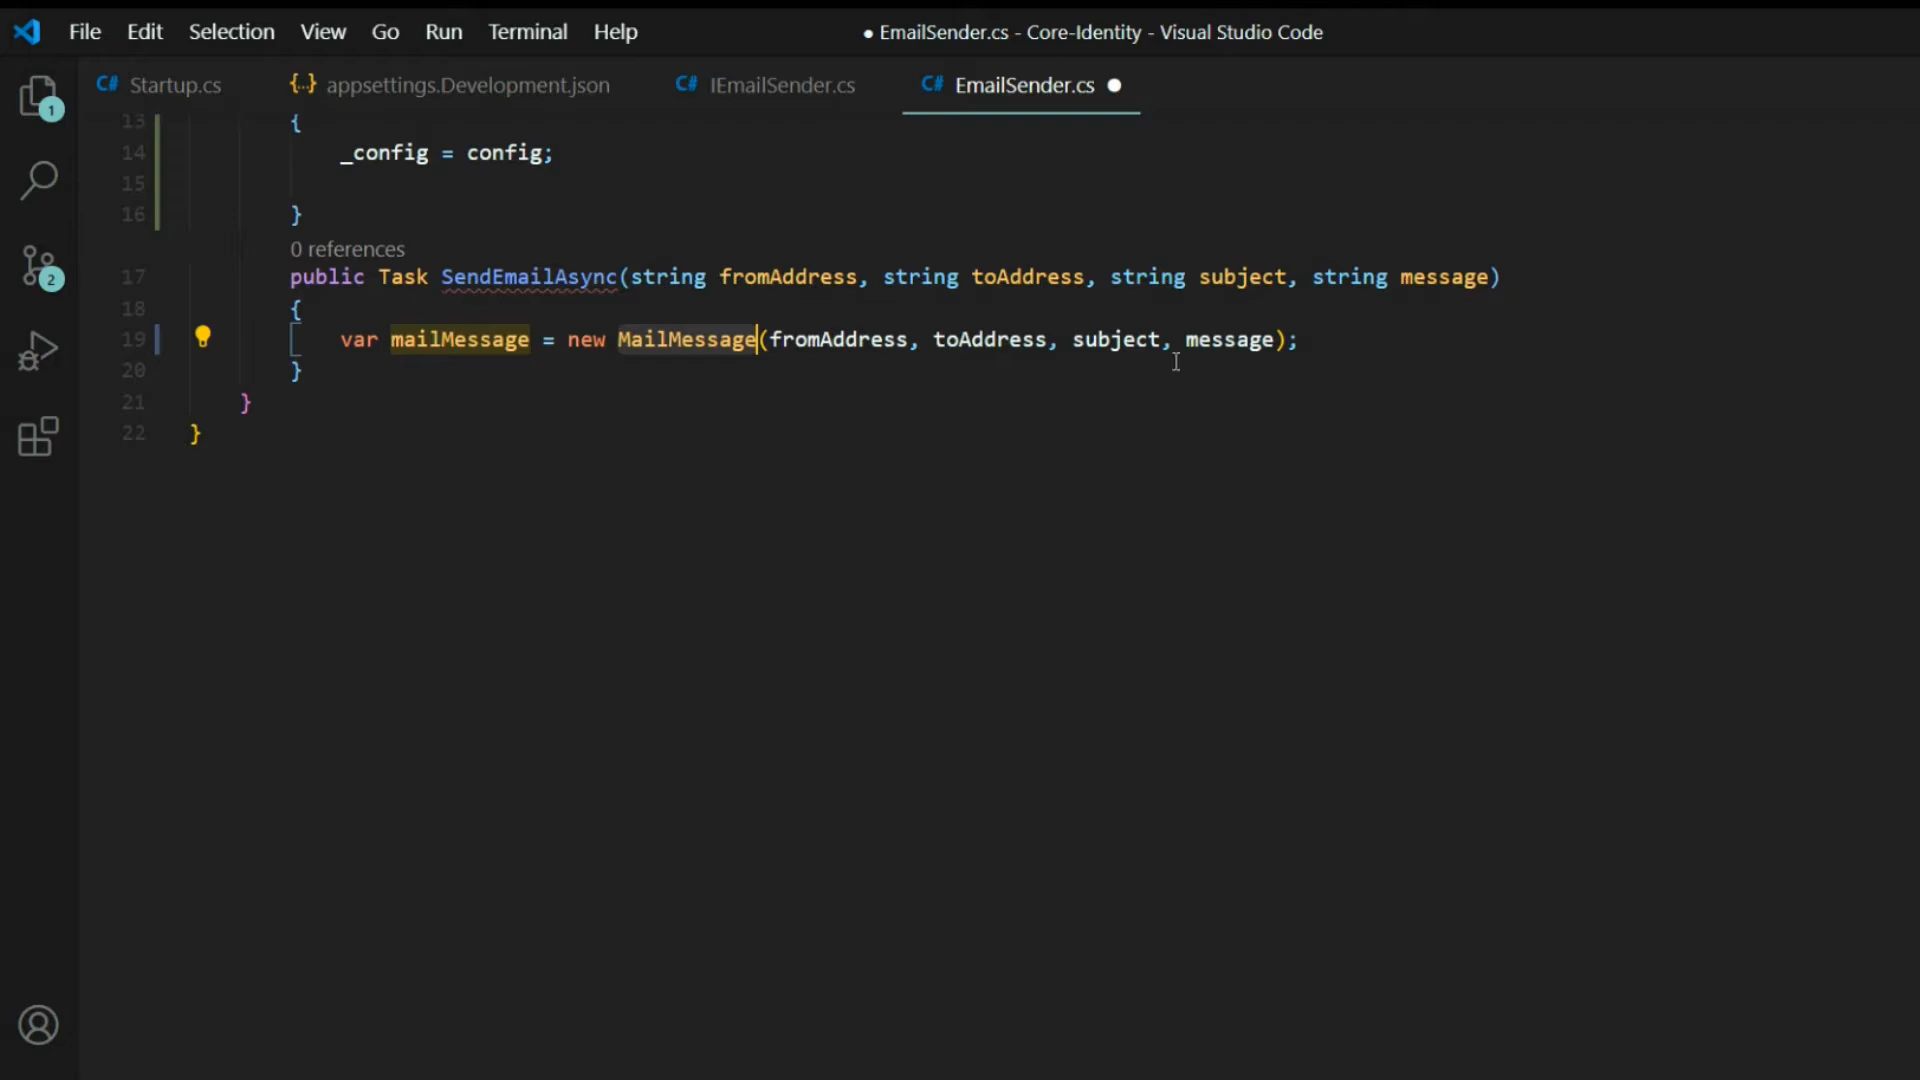 File Edit Selection View Go Run Terminal Help ● EmailSender.cs - Core-Identity - Visual Studio Code
C# Startup.cs {..} appsettings.Development.json C# IEmailSender.cs C# EmailSender.cs ●
13 {
14 _config = config;
15
16 }
0 references
17 public Task SendEmailAsync(string fromAddress, string toAddress, string subject, string message)
18 {
19 var mailMessage = new MailMessage(fromAddress, toAddress, subject, message);
20 }
21 }
22 }
1
2